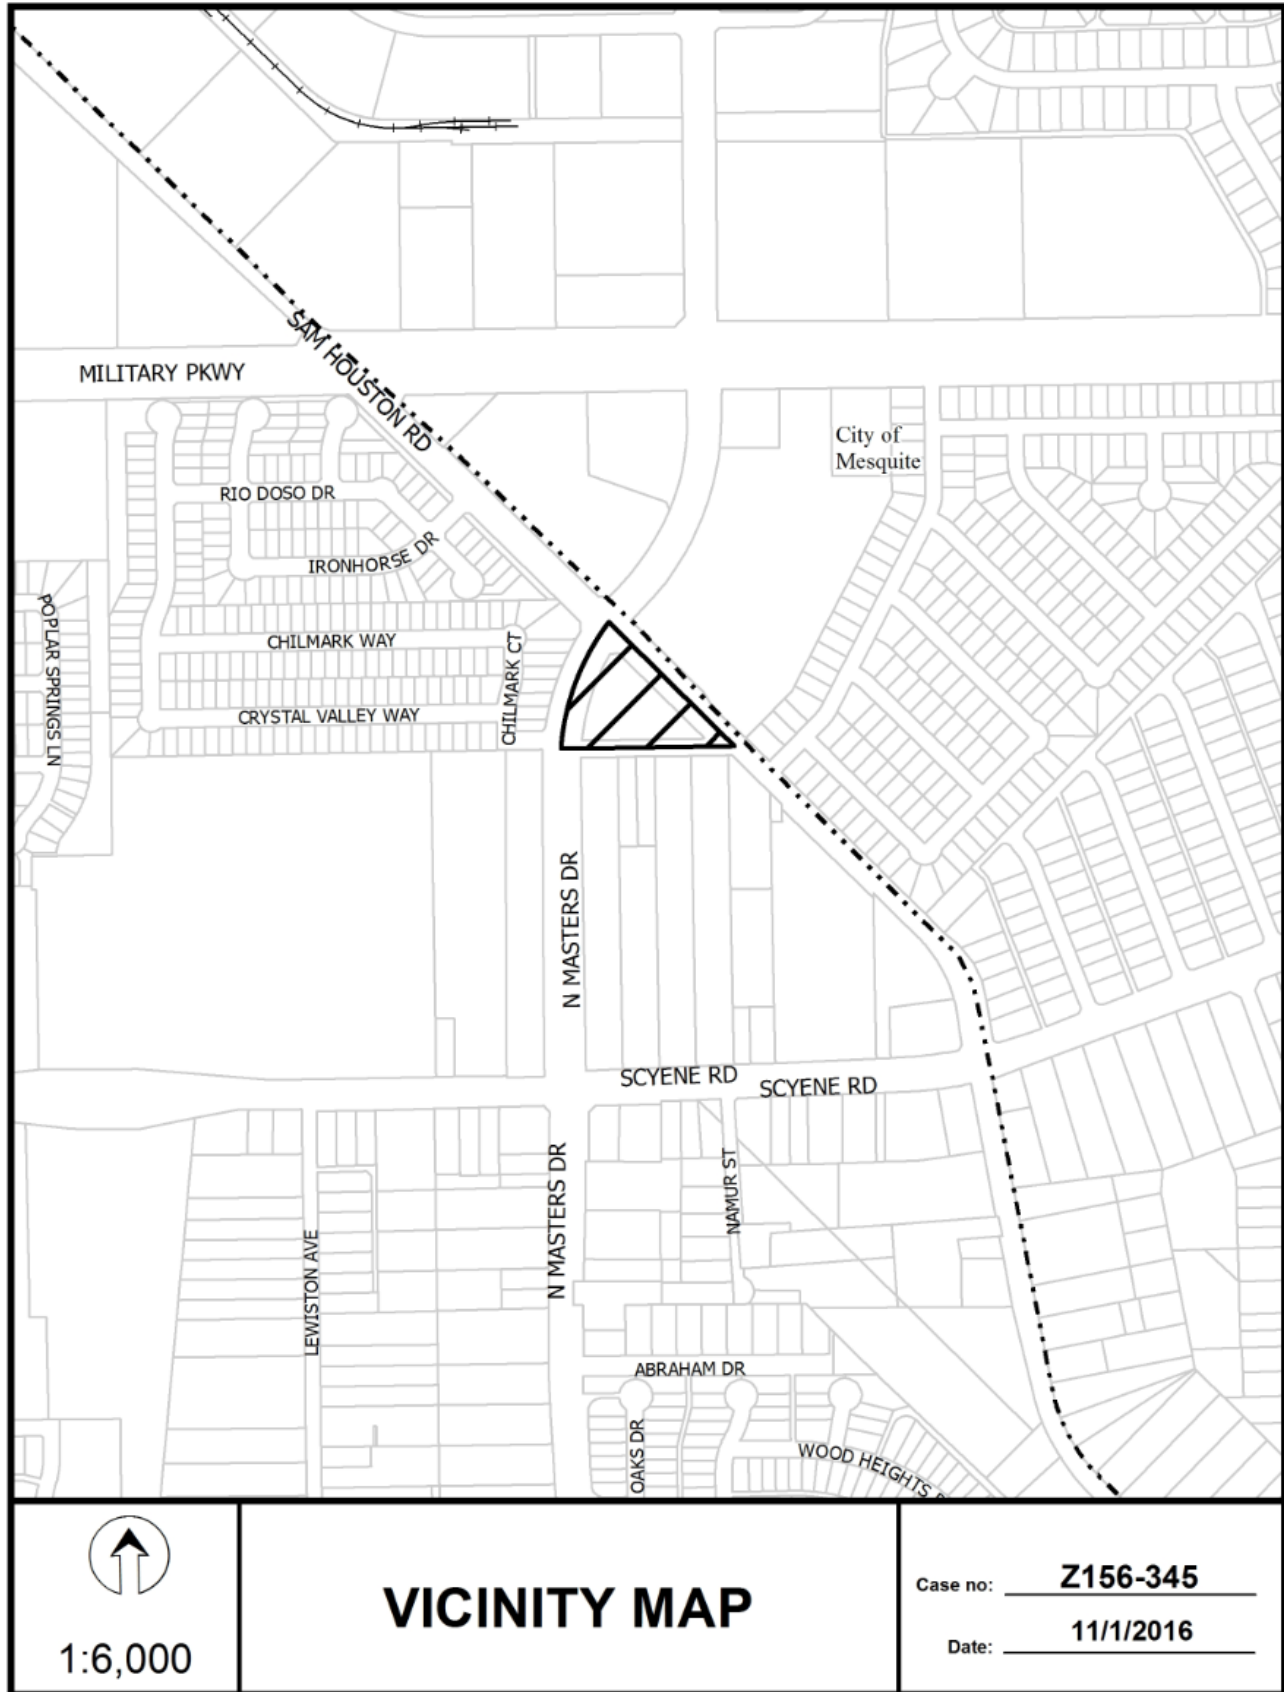 SAM HOUSTON RD
MILITARY PKWY
City of
Mesquite
RIO DOSO DR
IRONHORSE DR
POPLAR SPRINGS LN
CHILMARK WAY
CHILMARK CT
CRYSTAL VALLEY WAY
N MASTERS DR
SCYENE RD
SCYENE RD
N MASTERS DR
NAMUR ST
LEWISTON AVE
ABRAHAM DR
OAKS DR
WOOD HEIGHTS
1:6,000
VICINITY MAP
Case no: Z156-345
Date: 11/1/2016